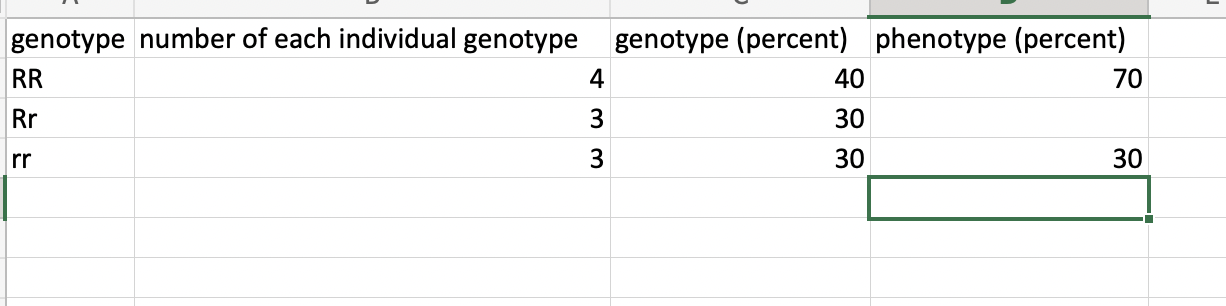 genotype number of each individual genotype genotype (percent) phenotype (percent)
RR 4 40 70
Rr 3 30
rr 3 30 30